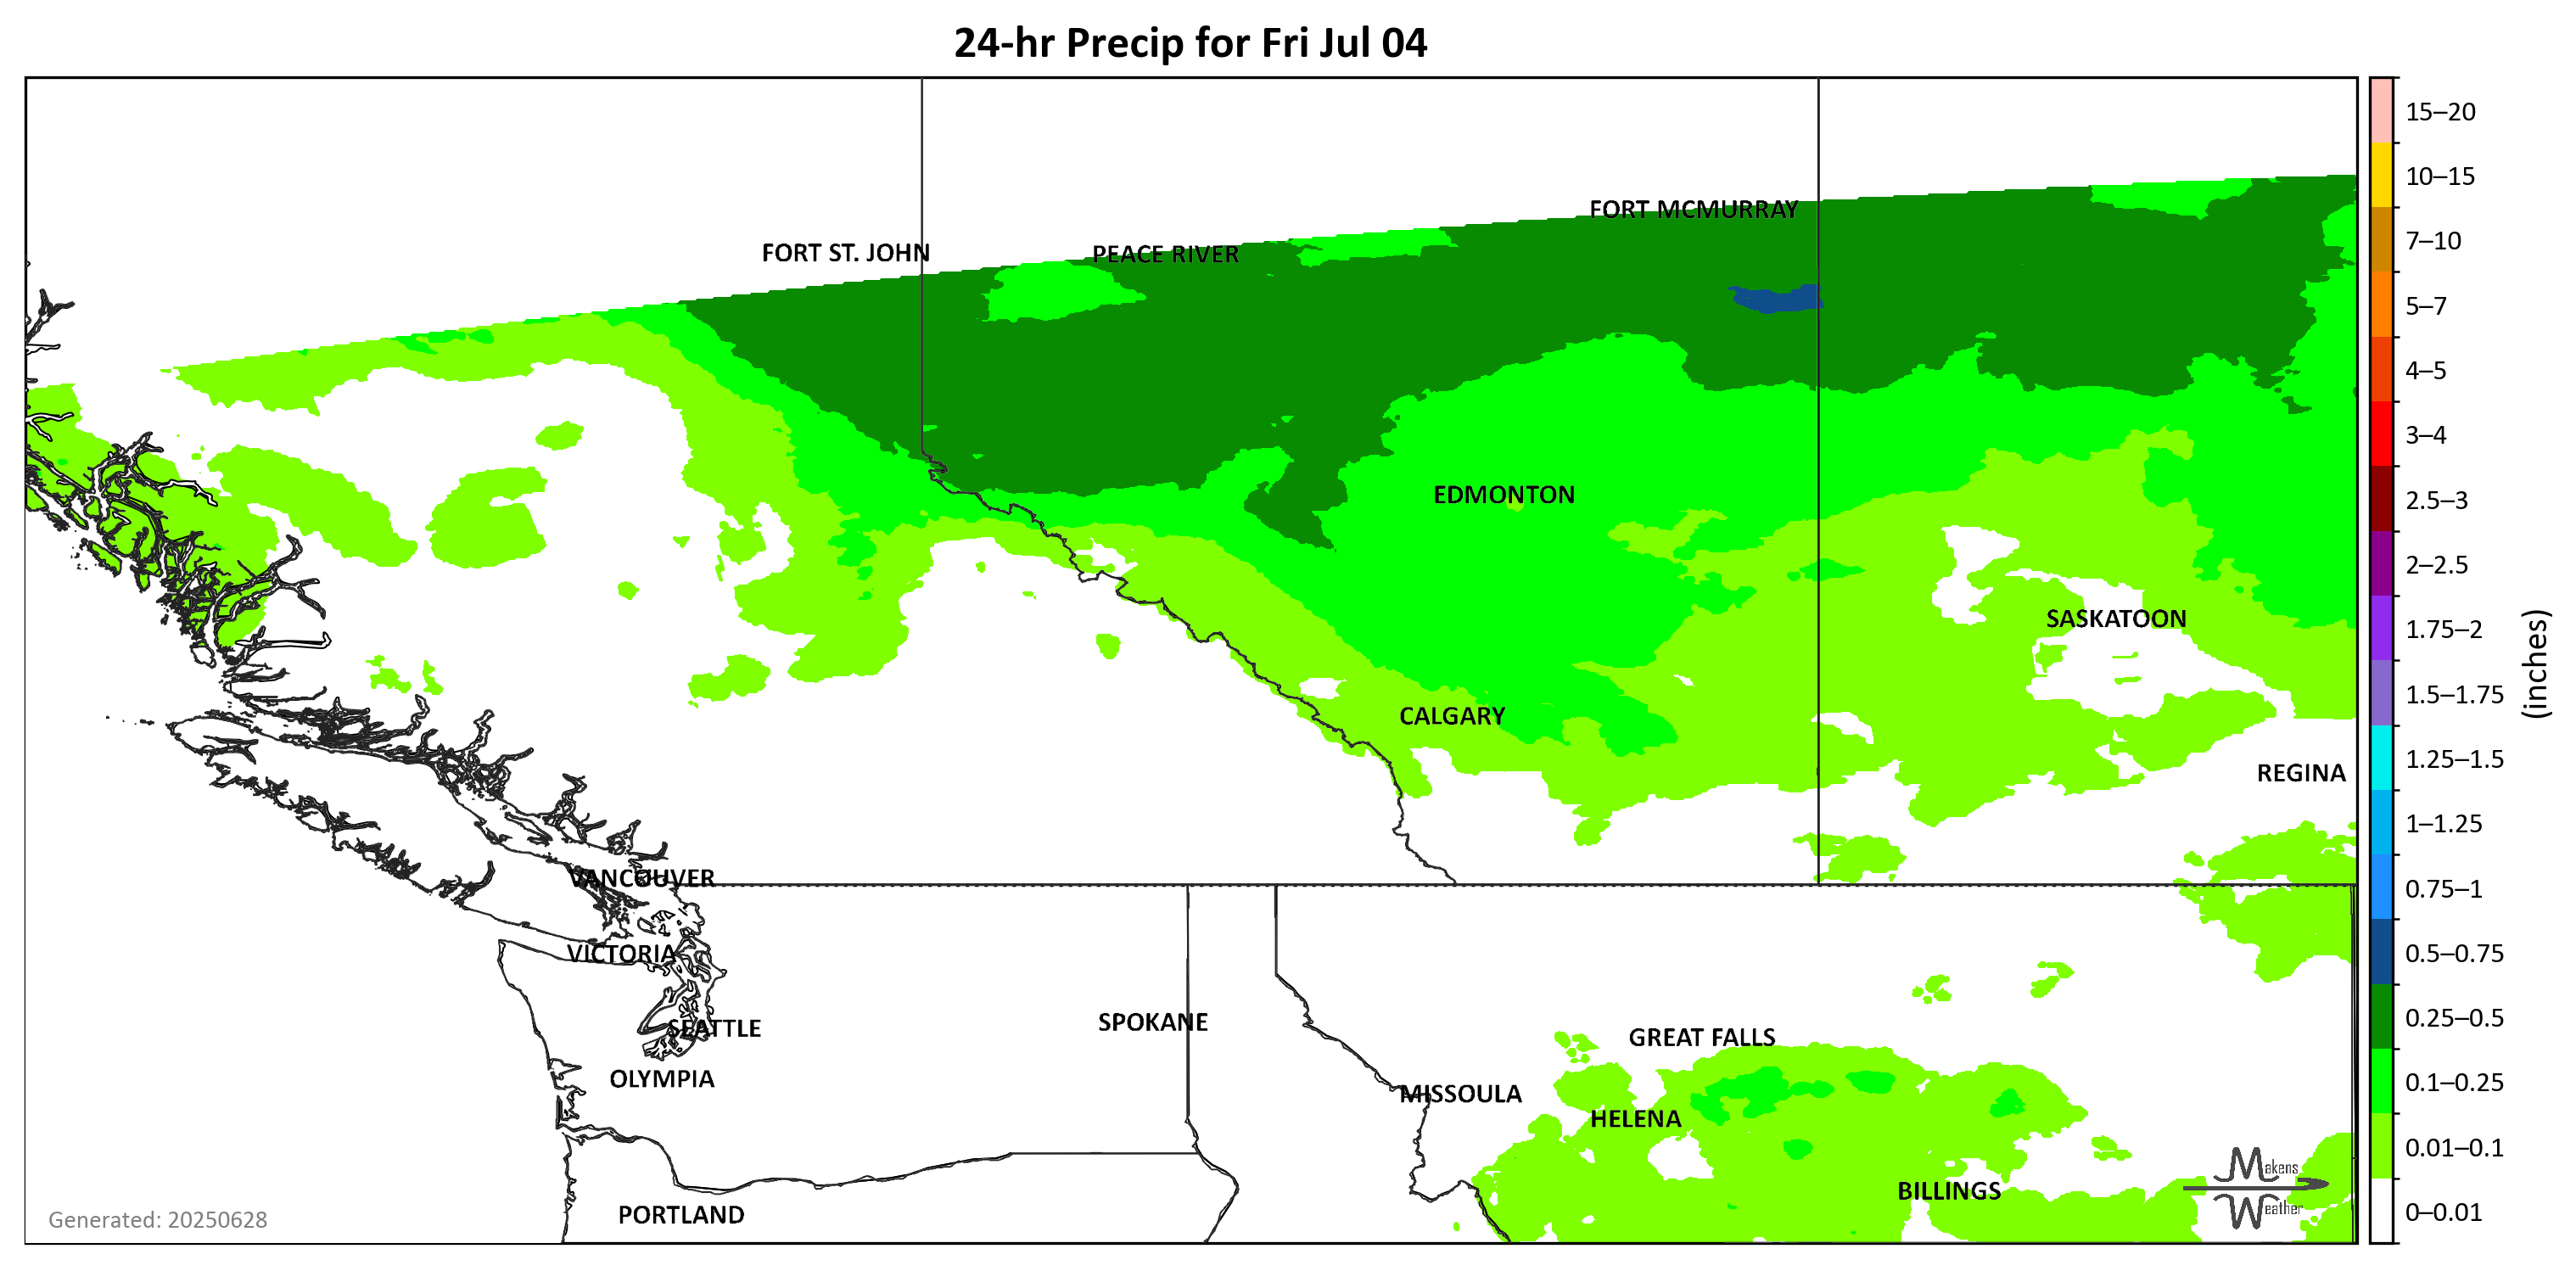 24-hr Precip for Fri Jul 04
15–20
10–15
FORT MCMURRAY
FORT ST. JOHN
PEACE RIVER
7–10
5–7
4–5
3–4
EDMONTON
2.5–3
2–2.5
SASKATOON
1.75–2
(inches)
1.5–1.75
CALGARY
1.25–1.5
REGINA
1–1.25
VANCOUVER
0.75–1
VICTORIA
0.5–0.75
SEATTLE
SPOKANE
GREAT FALLS
0.25–0.5
OLYMPIA
MISSOULA
HELENA
0.1–0.25
0.01–0.1
Makens
Weather
BILLINGS
PORTLAND
Generated: 20250628
0–0.01